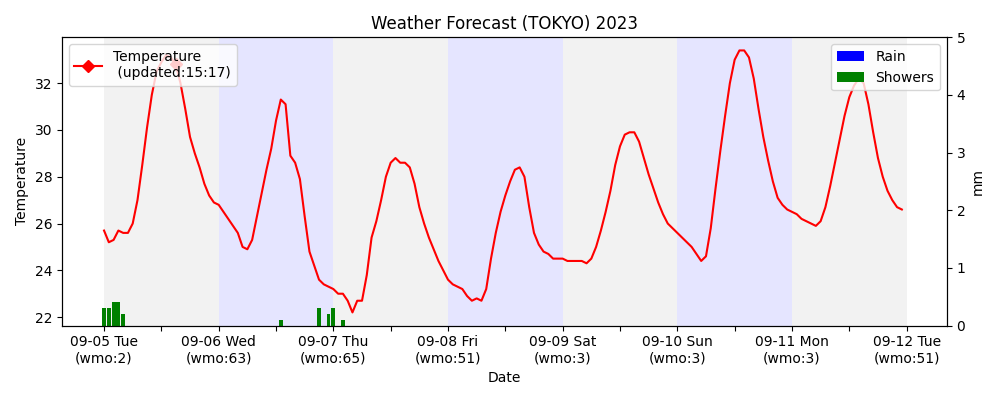 Weather Forecast (TOKYO) 2023
Temperature
(updated:15:17)
Rain
Showers
Temperature
32
30
28
26
24
22
5
4
3
2
1
0
mm
09-05 Tue
(wmo:2)
09-06 Wed
(wmo:63)
09-07 Thu
(wmo:65)
09-08 Fri
(wmo:51)
09-09 Sat
(wmo:3)
09-10 Sun
(wmo:3)
09-11 Mon
(wmo:3)
09-12 Tue
(wmo:51)
Date